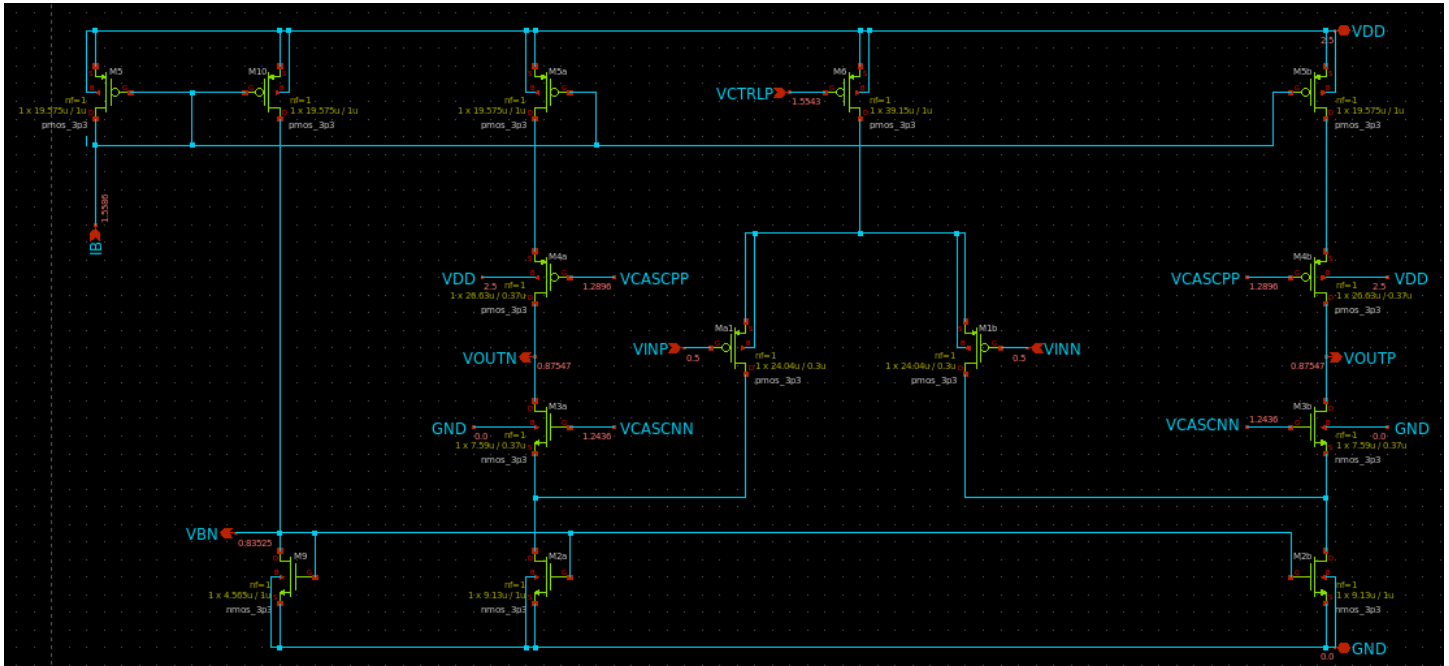 VDD
2.5
M5
nf=1
1 x 19.575u / 1u
pmos_3p3
M10
nf=1
1 x 19.575u / 1u
pmos_3p3
M5a
nf=1
1 x 19.575u / 1u
pmos_3p3
VCTRLP
1.5543
M6
nf=1
1 x 39.15u / 1u
pmos_3p3
M5b
nf=1
1 x 19.575u / 1u
pmos_3p3
1.5586
IB
VDD
2.5
M4a
nf=1
1 x 26.63u / 0.37u
pmos_3p3
VCASCPP
1.2896
VCASCPP
1.2896
M4b
nf=1
1 x 26.63u / 0.37u
pmos_3p3
VDD
2.5
VOUTN
0.87547
VINP
0.5
Ma1
nf=1
1 x 24.04u / 0.3u
pmos_3p3
M1b
nf=1
1 x 24.04u / 0.3u
pmos_3p3
VINN
0.5
VOUTP
0.87547
GND
0.0
M3a
nf=1
1 x 7.59u / 0.37u
nmos_3p3
VCASCNN
1.2436
VCASCNN
1.2436
M3b
nf=1
1 x 7.59u / 0.37u
nmos_3p3
GND
0.0
VBN
0.83525
M9
nf=1
1 x 4.565u / 1u
nmos_3p3
M2a
nf=1
1 x 9.13u / 1u
nmos_3p3
M2b
nf=1
1 x 9.13u / 1u
nmos_3p3
GND
0.0